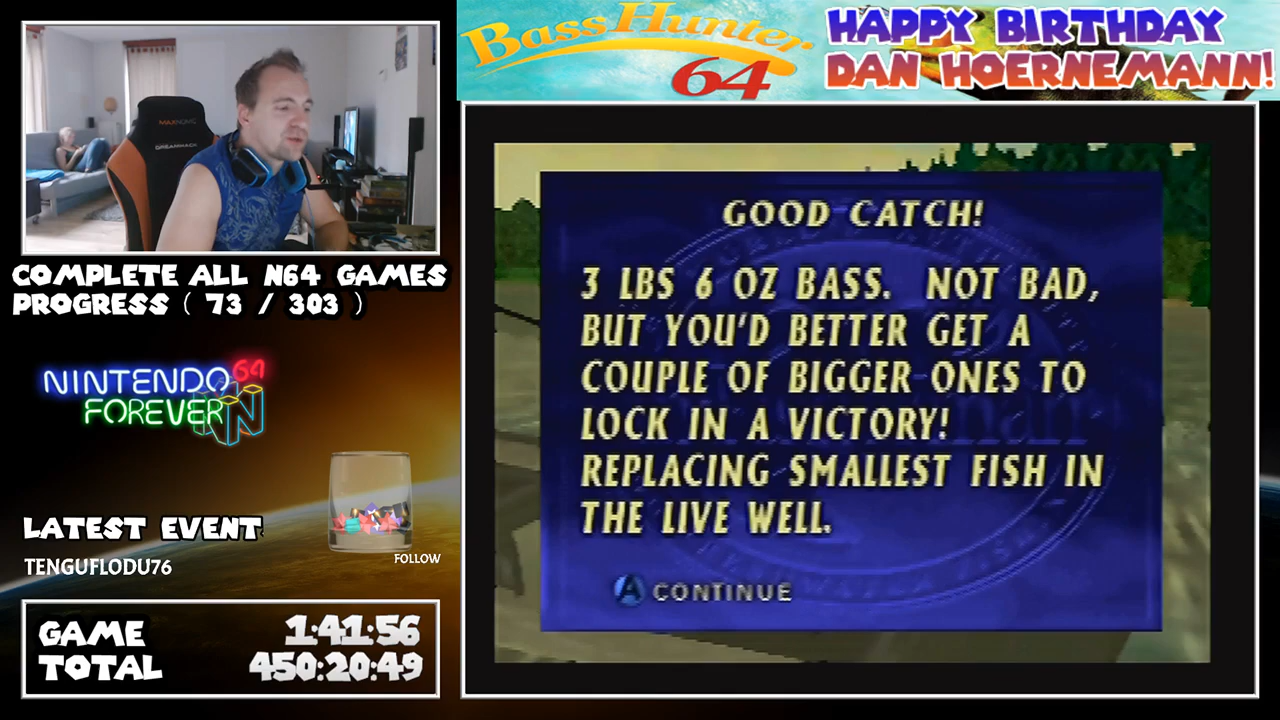 Bass Hunter
64
HAPPY BIRTHDAY
DAN HOERNEMANN!
MAXNOMIC
DREAMHACK
COMPLETE ALL N64 GAMES
PROGRESS ( 73 / 303 )
NINTENDO 64
FOREVER
LATEST EVENT
TENGUFLODU76
FOLLOW
GAME 1:41:56
TOTAL 450:20:49
GOOD CATCH!
3 LBS 6 OZ BASS. NOT BAD,
BUT YOU'D BETTER GET A
COUPLE OF BIGGER ONES TO
LOCK IN A VICTORY!
REPLACING SMALLEST FISH IN
THE LIVE WELL.
A CONTINUE